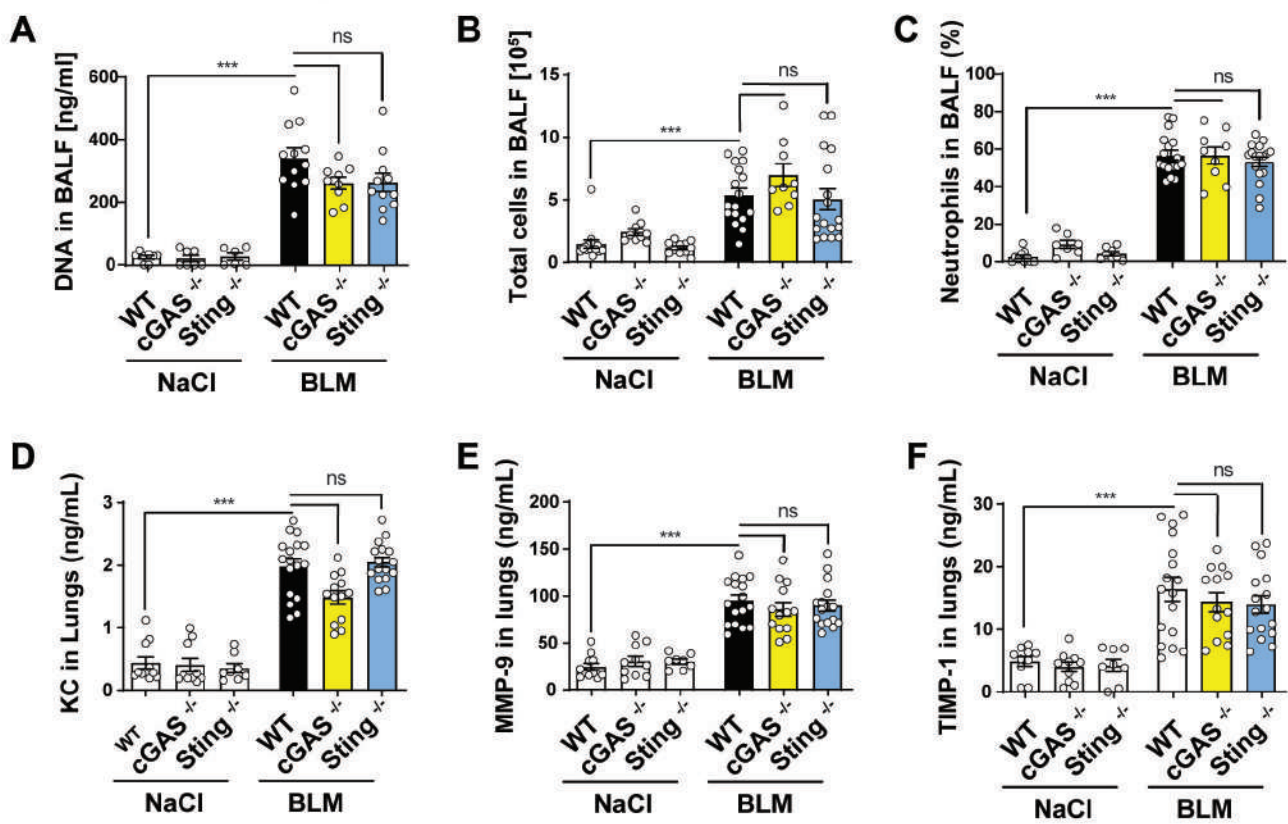 A
DNA in BALF [ng/ml]
600
400
200
0
***
ns
WT
cGAS -/-
Sting -/-
WT
cGAS -/-
Sting -/-
NaCl
BLM
B
Total cells in BALF [10⁵]
15
10
5
0
***
ns
WT
cGAS -/-
Sting -/-
WT
cGAS -/-
Sting -/-
NaCl
BLM
C
Neutrophils in BALF (%)
100
80
60
40
20
0
***
ns
WT
cGAS -/-
Sting -/-
WT
cGAS -/-
Sting -/-
NaCl
BLM
D
KC in Lungs (ng/mL)
3
2
1
0
***
ns
WT
cGAS -/-
Sting -/-
WT
cGAS -/-
Sting -/-
NaCl
BLM
E
MMP-9 in lungs (ng/mL)
200
150
100
50
0
***
ns
WT
cGAS -/-
Sting -/-
WT
cGAS -/-
Sting -/-
NaCl
BLM
F
TIMP-1 in lungs (ng/mL)
30
20
10
0
***
ns
WT
cGAS -/-
Sting -/-
WT
cGAS -/-
Sting -/-
NaCl
BLM